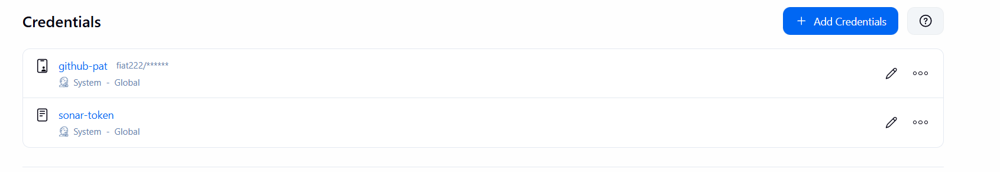 Credentials
+ Add Credentials
?
github-pat fiat222/******
System - Global
sonar-token
System - Global